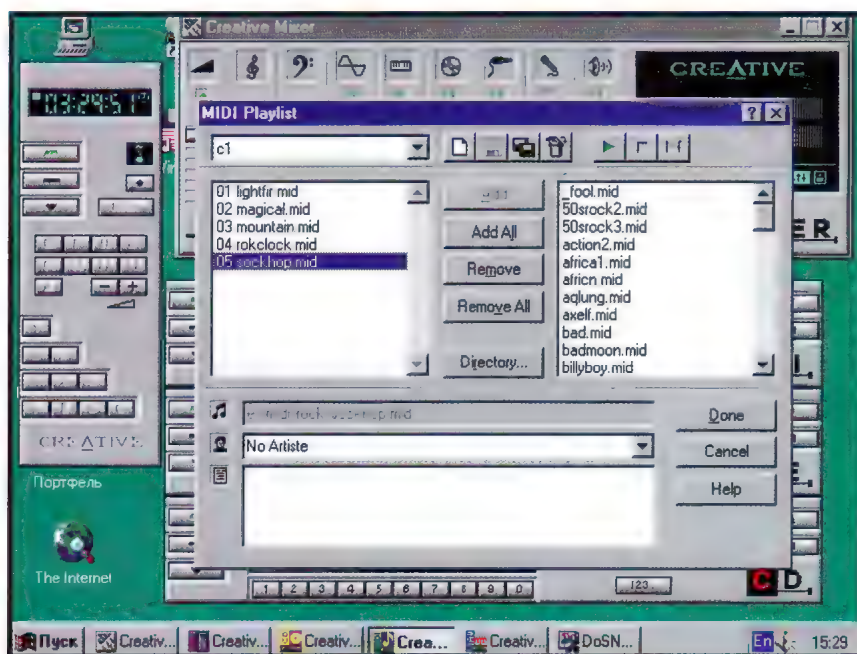 Creative Mixer
CREATIVE
03:29:51
MIDI Playlist
c1
01 lightfir.mid
02 magical.mid
03 mountain.mid
04 rokclock.mid
05 sockhop.mid
Add All
Remove
Remove All
Directory...
_fool.mid
50srock2.mid
50srock3.mid
action2.mid
africa1.mid
africn.mid
aqlung.mid
axelf.mid
bad.mid
badmoon.mid
billyboy.mid
No Artiste
Done
Cancel
Help
CREATIVE
Портфель
The Internet
1 2 3 4 5 6 7 8 9 0
123
CD.
Пуск
Creativ...
Creativ...
Creativ...
Crea...
Creativ...
DoSN...
En
15:29